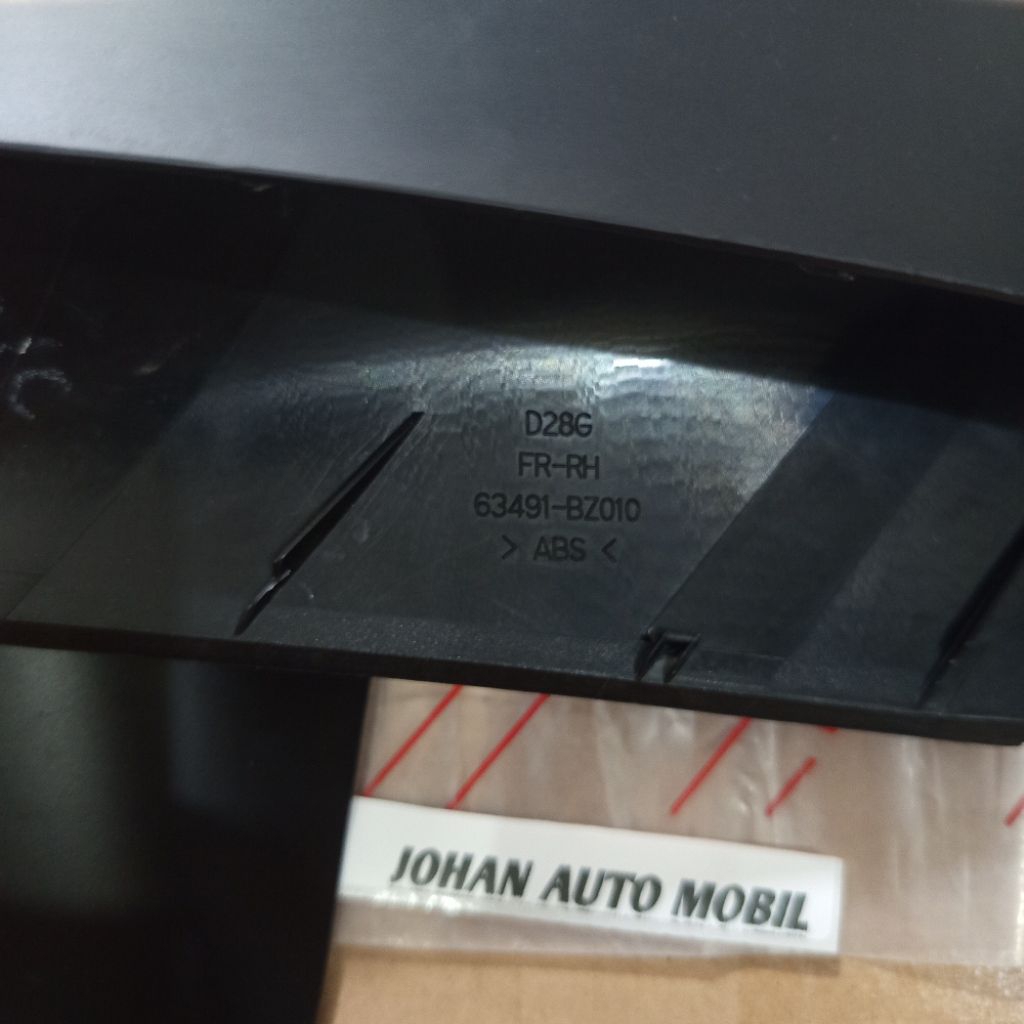 D28G
FR-RH
63491-BZ010
> ABS <
JOHAN AUTO MOBIL